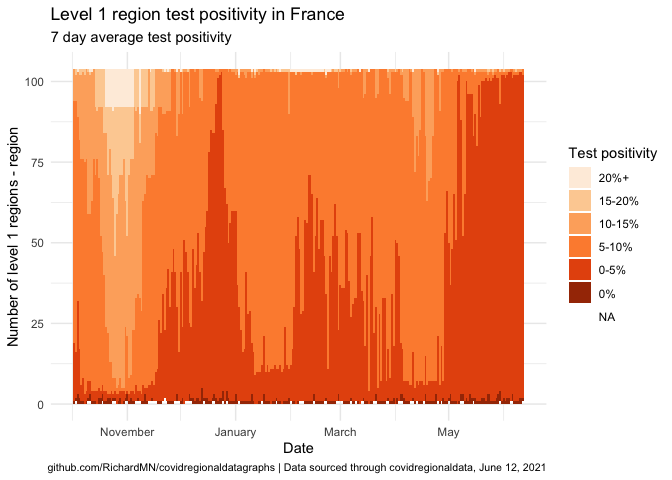 Level 1 region test positivity in France
7 day average test positivity
100
75
50
25
0
Number of level 1 regions - region
November
January
March
May
Date
Test positivity
20%+
15-20%
10-15%
5-10%
0-5%
0%
NA
github.com/RichardMN/covidregionaldatagraphs | Data sourced through covidregionaldata, June 12, 2021